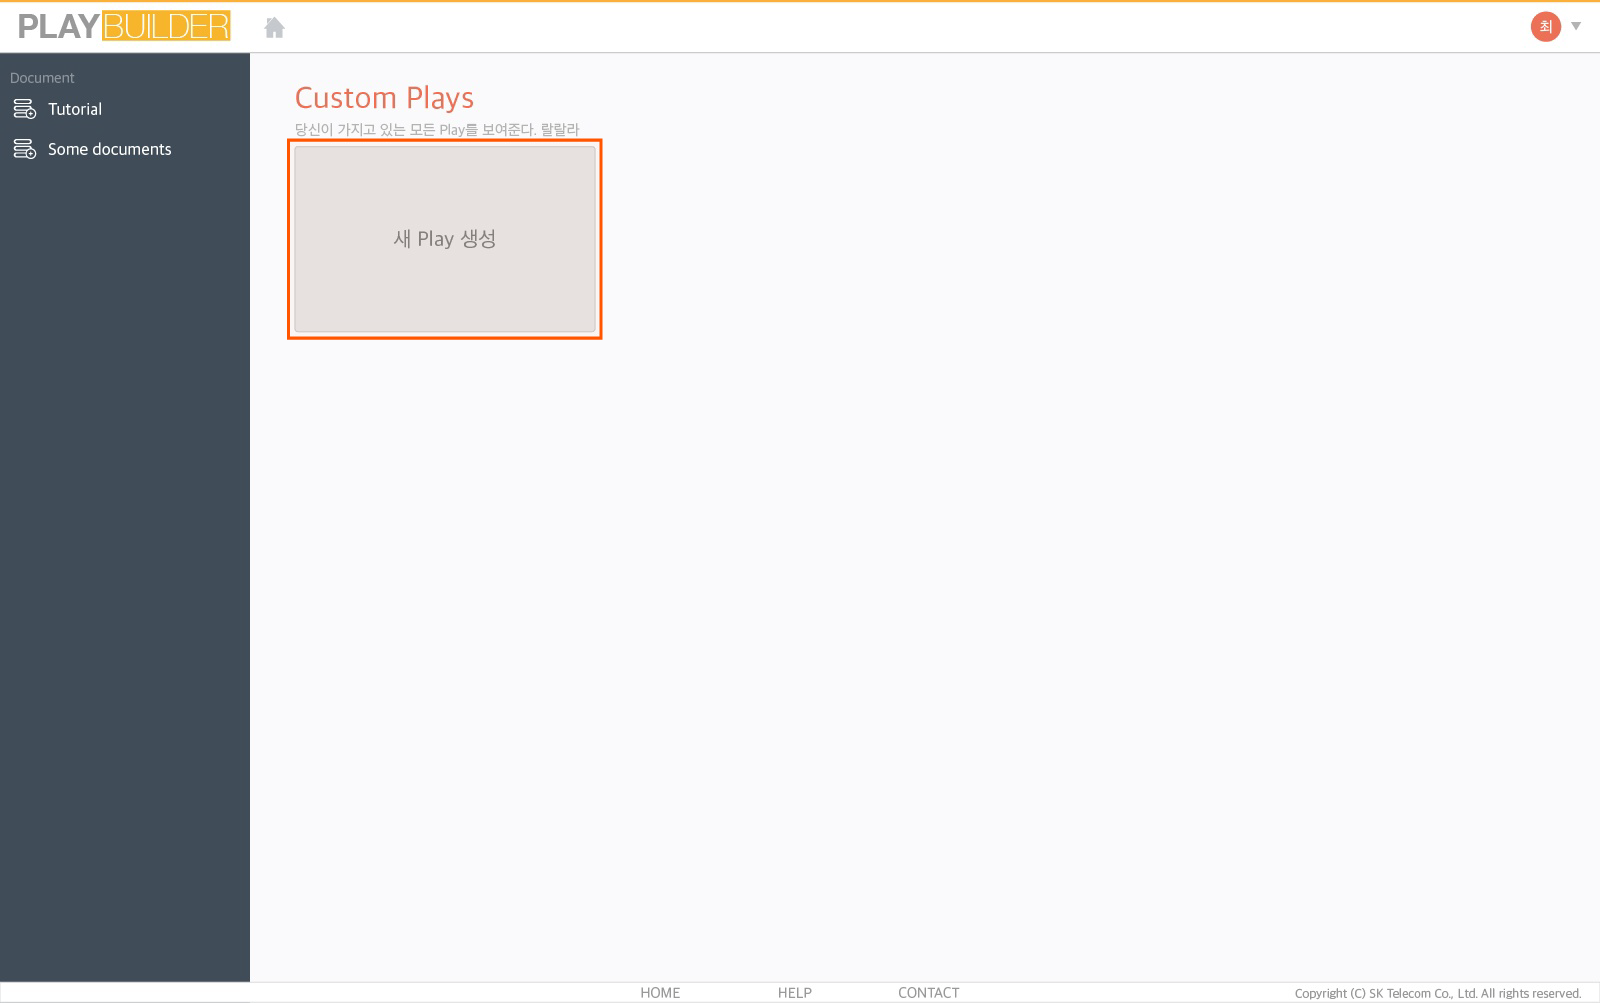 PLAYBUILDER
최
Document
Tutorial
Some documents
Custom Plays
당신이 가지고 있는 모든 Play를 보여준다. 랄랄라
새 Play 생성
HOME HELP CONTACT Copyright (C) SK Telecom Co., Ltd. All rights reserved.